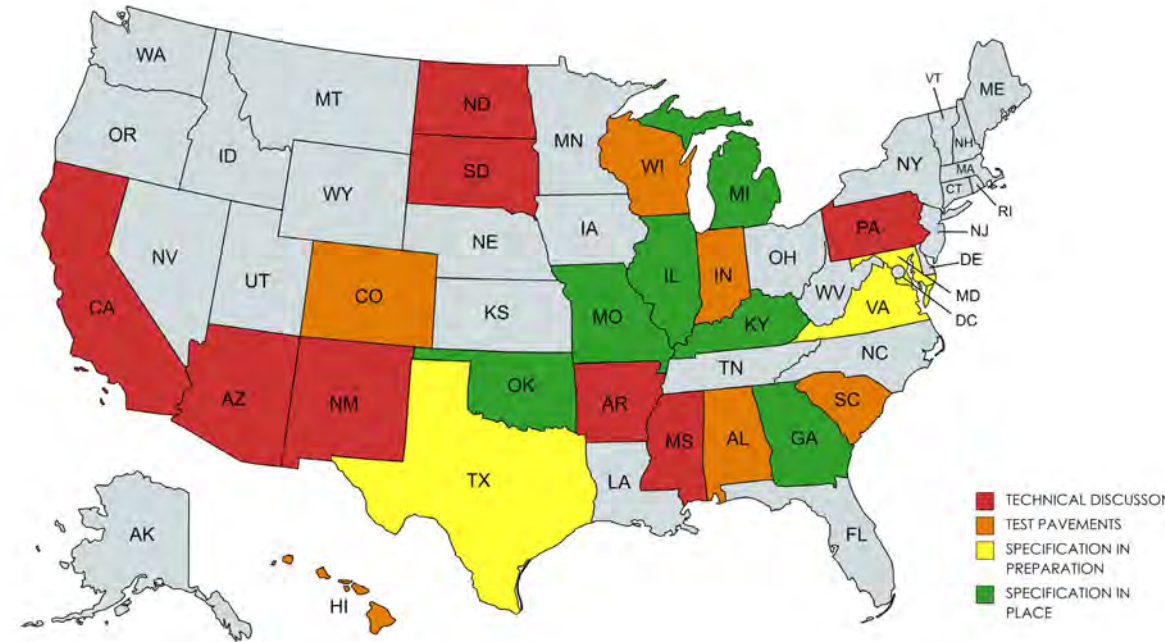 WA
MT
ND
MN
VT
ME
OR
ID
SD
WI
MI
NY
NH
MA
CT
RI
WY
IA
NE
PA
NJ
NV
UT
CO
KS
IL
IN
OH
DE
MD
DC
WV
VA
CA
MO
KY
NC
TN
AZ
NM
OK
AR
SC
MS
AL
GA
TX
LA
FL
AK
HI
TECHNICAL DISCUSSON
TEST PAVEMENTS
SPECIFICATION IN
PREPARATION
SPECIFICATION IN
PLACE